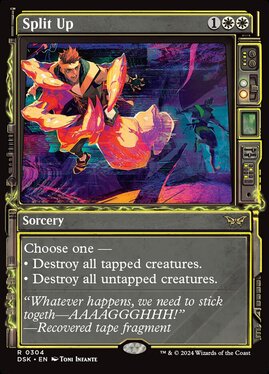 Split Up 1
Sorcery
Choose one —
• Destroy all tapped creatures.
• Destroy all untapped creatures.
“Whatever happens, we need to stick
togeth—AAAAGGGHHH!”
—Recovered tape fragment
R 0304
DSK • EN TONI INFANTE ™ & © 2024 Wizards of the Coast